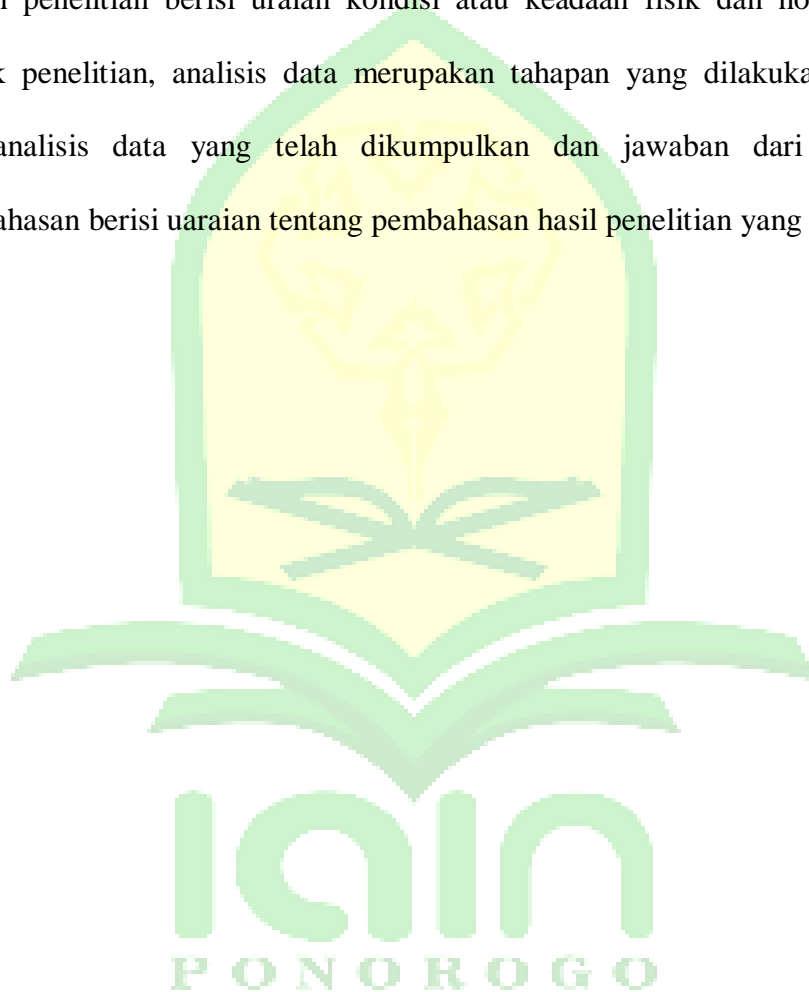 penelitian berisi uraian kondisi atau keadaan fisik dan
penelitian, analisis data merupakan tahapan yang
analisis data yang telah dikumpulkan dan jawaban dari
berisi uaraian tentang pembahasan hasil penelitian yang
iain
PONOROGO